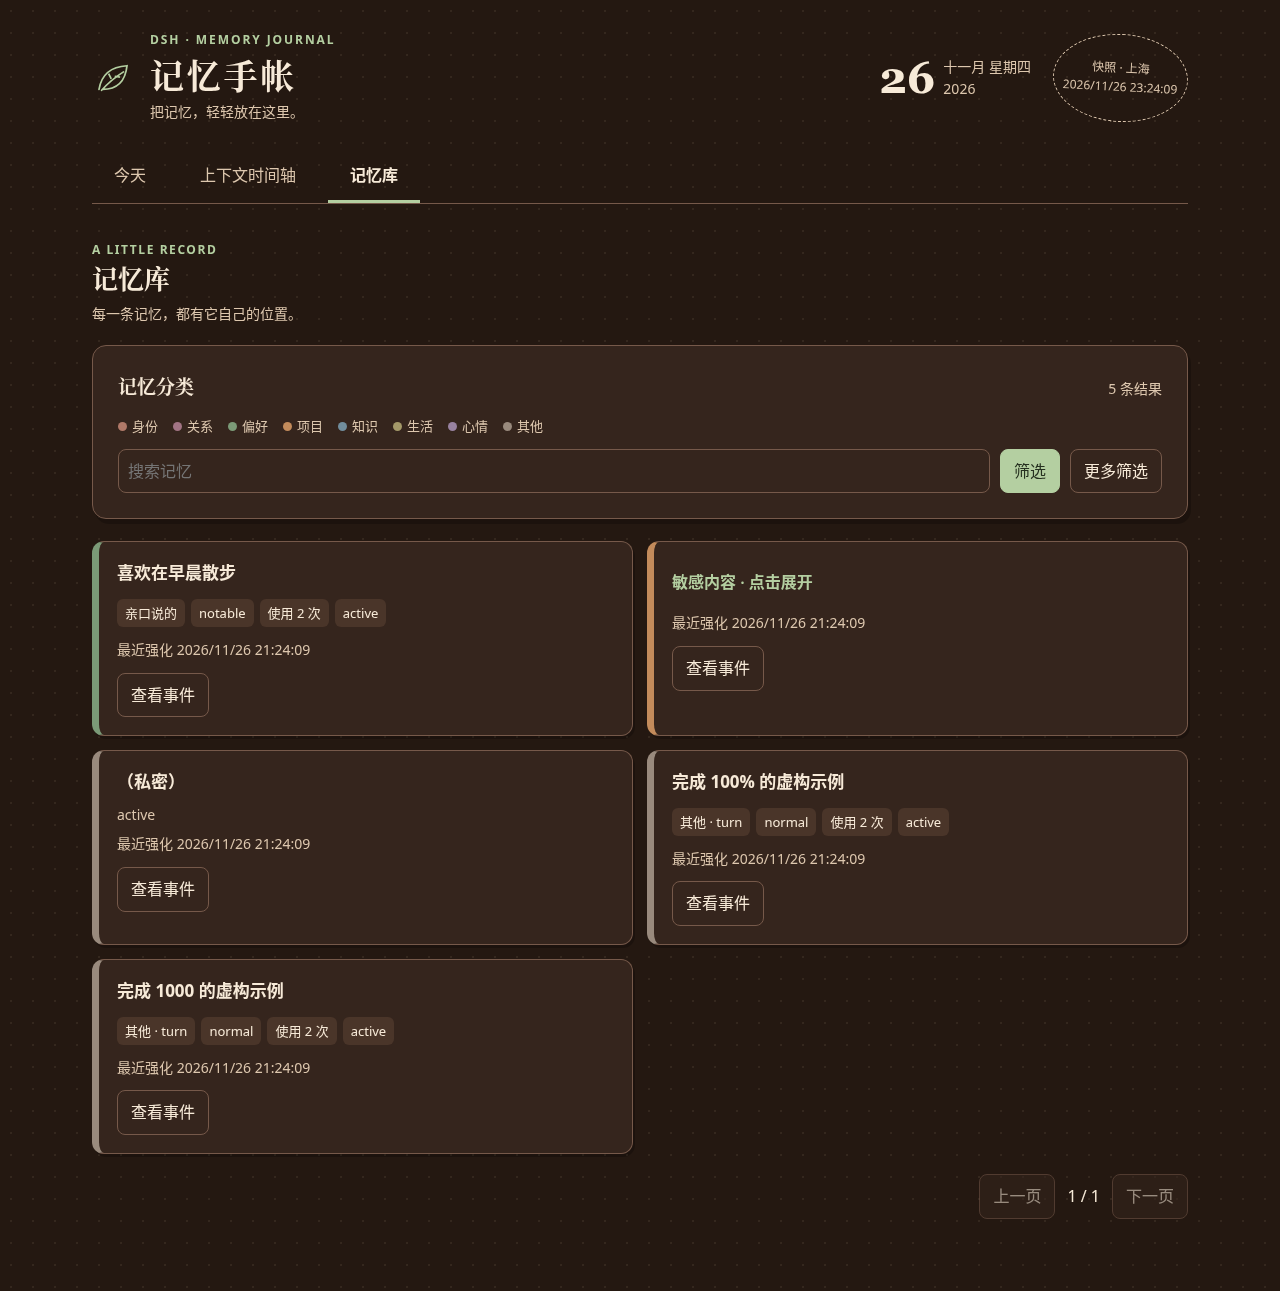 DSH · MEMORY JOURNAL
记忆手帐
把记忆，轻轻放在这里。
26
十一月 星期四
2026
快照 · 上海
2026/11/26 23:24:09
今天
上下文时间轴
记忆库
A LITTLE RECORD
记忆库
每一条记忆，都有它自己的位置。
记忆分类
5 条结果
身份 关系 偏好 项目 知识 生活 心情 其他
搜索记忆
筛选
更多筛选
喜欢在早晨散步
亲口说的 notable 使用 2 次 active
最近强化 2026/11/26 21:24:09
查看事件
敏感内容 · 点击展开
最近强化 2026/11/26 21:24:09
查看事件
（私密）
active
最近强化 2026/11/26 21:24:09
查看事件
完成 100% 的虚构示例
其他 · turn normal 使用 2 次 active
最近强化 2026/11/26 21:24:09
查看事件
完成 1000 的虚构示例
其他 · turn normal 使用 2 次 active
最近强化 2026/11/26 21:24:09
查看事件
上一页 1 / 1 下一页